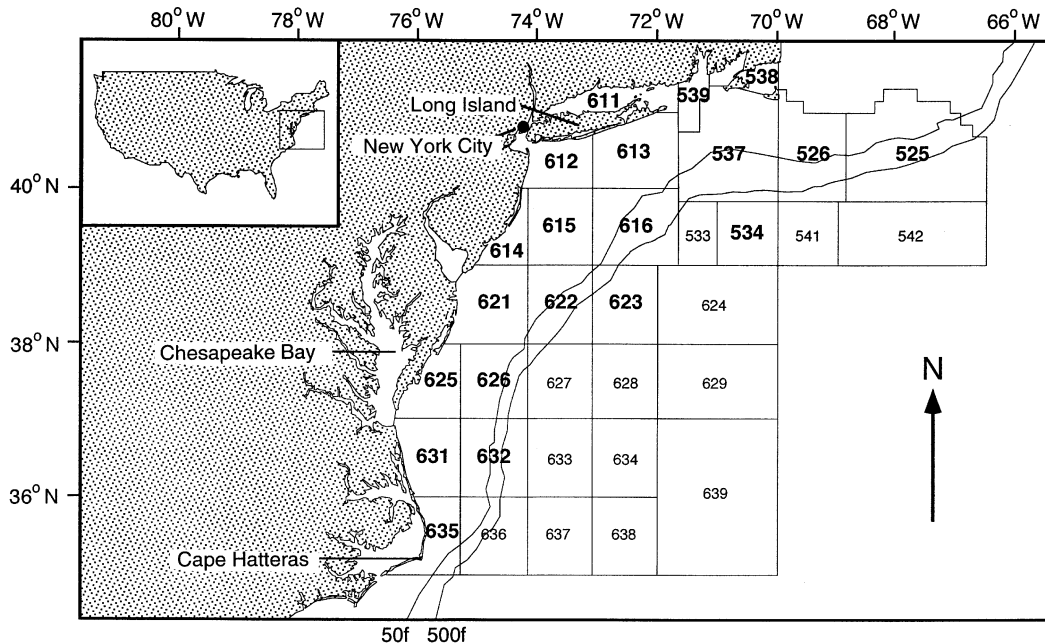 80° W 78° W 76° W 74° W 72° W 70° W 68° W 66° W
538
611 539
Long Island
New York City
613
612 537 526 525
40° N
615 616
533 534 541 542
614
621 622 623 624
38° N
Chesapeake Bay
625 626 627 628 629
N
631 632 633 634
36° N
639
635 636 637 638
Cape Hatteras
50f 500f